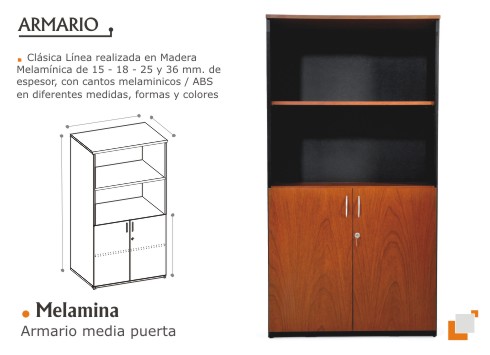 ARMARIO
Clásica Línea realizada en Madera
Melamínica de 15 - 18 - 25 y 36 mm. de
espesor, con cantos melaminicos / ABS
en diferentes medidas, formas y colores
Melamina
Armario media puerta